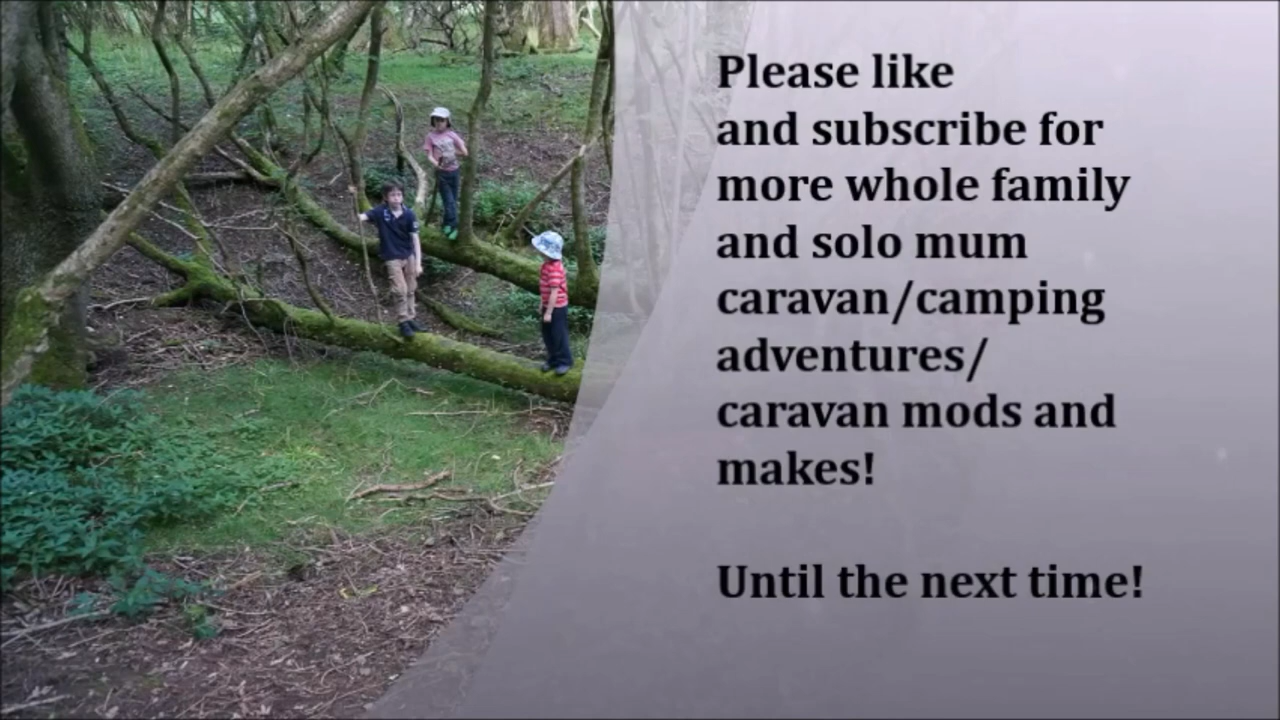 Please like
and subscribe for
more whole family
and solo mum
caravan/camping
adventures/
caravan mods and
makes!
Until the next time!